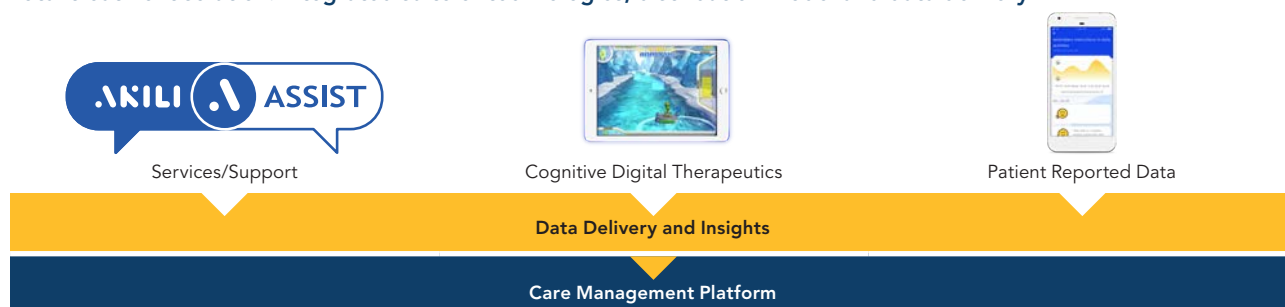 AKILI ASSIST
Services/Support
Cognitive Digital Therapeutics
Patient Reported Data
Data Delivery and Insights
Care Management Platform